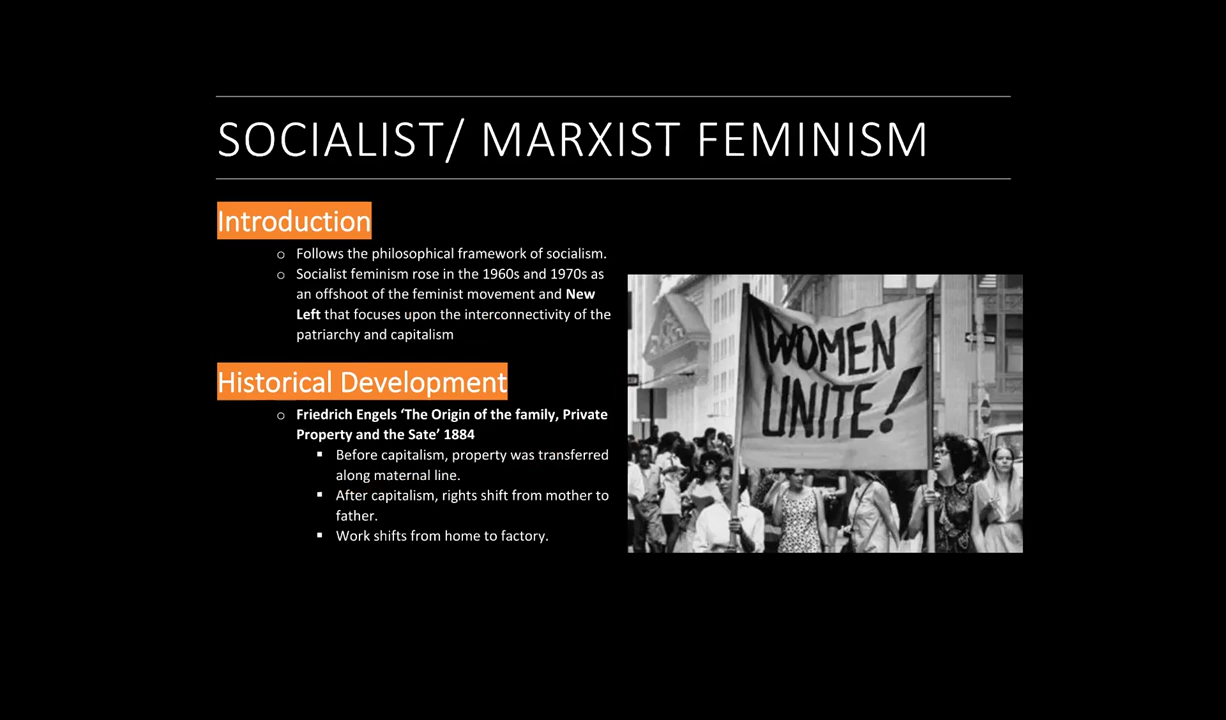 SOCIALIST/ MARXIST FEMINISM
Introduction
o Follows the philosophical framework of socialism.
o Socialist feminism rose in the 1960s and 1970s as
an offshoot of the feminist movement and New
Left that focuses upon the interconnectivity of the
patriarchy and capitalism
Historical Development
o Friedrich Engels ‘The Origin of the family, Private
Property and the Sate’ 1884
▪ Before capitalism, property was transferred
along maternal line.
▪ After capitalism, rights shift from mother to
father.
▪ Work shifts from home to factory.
WOMEN
UNITE!